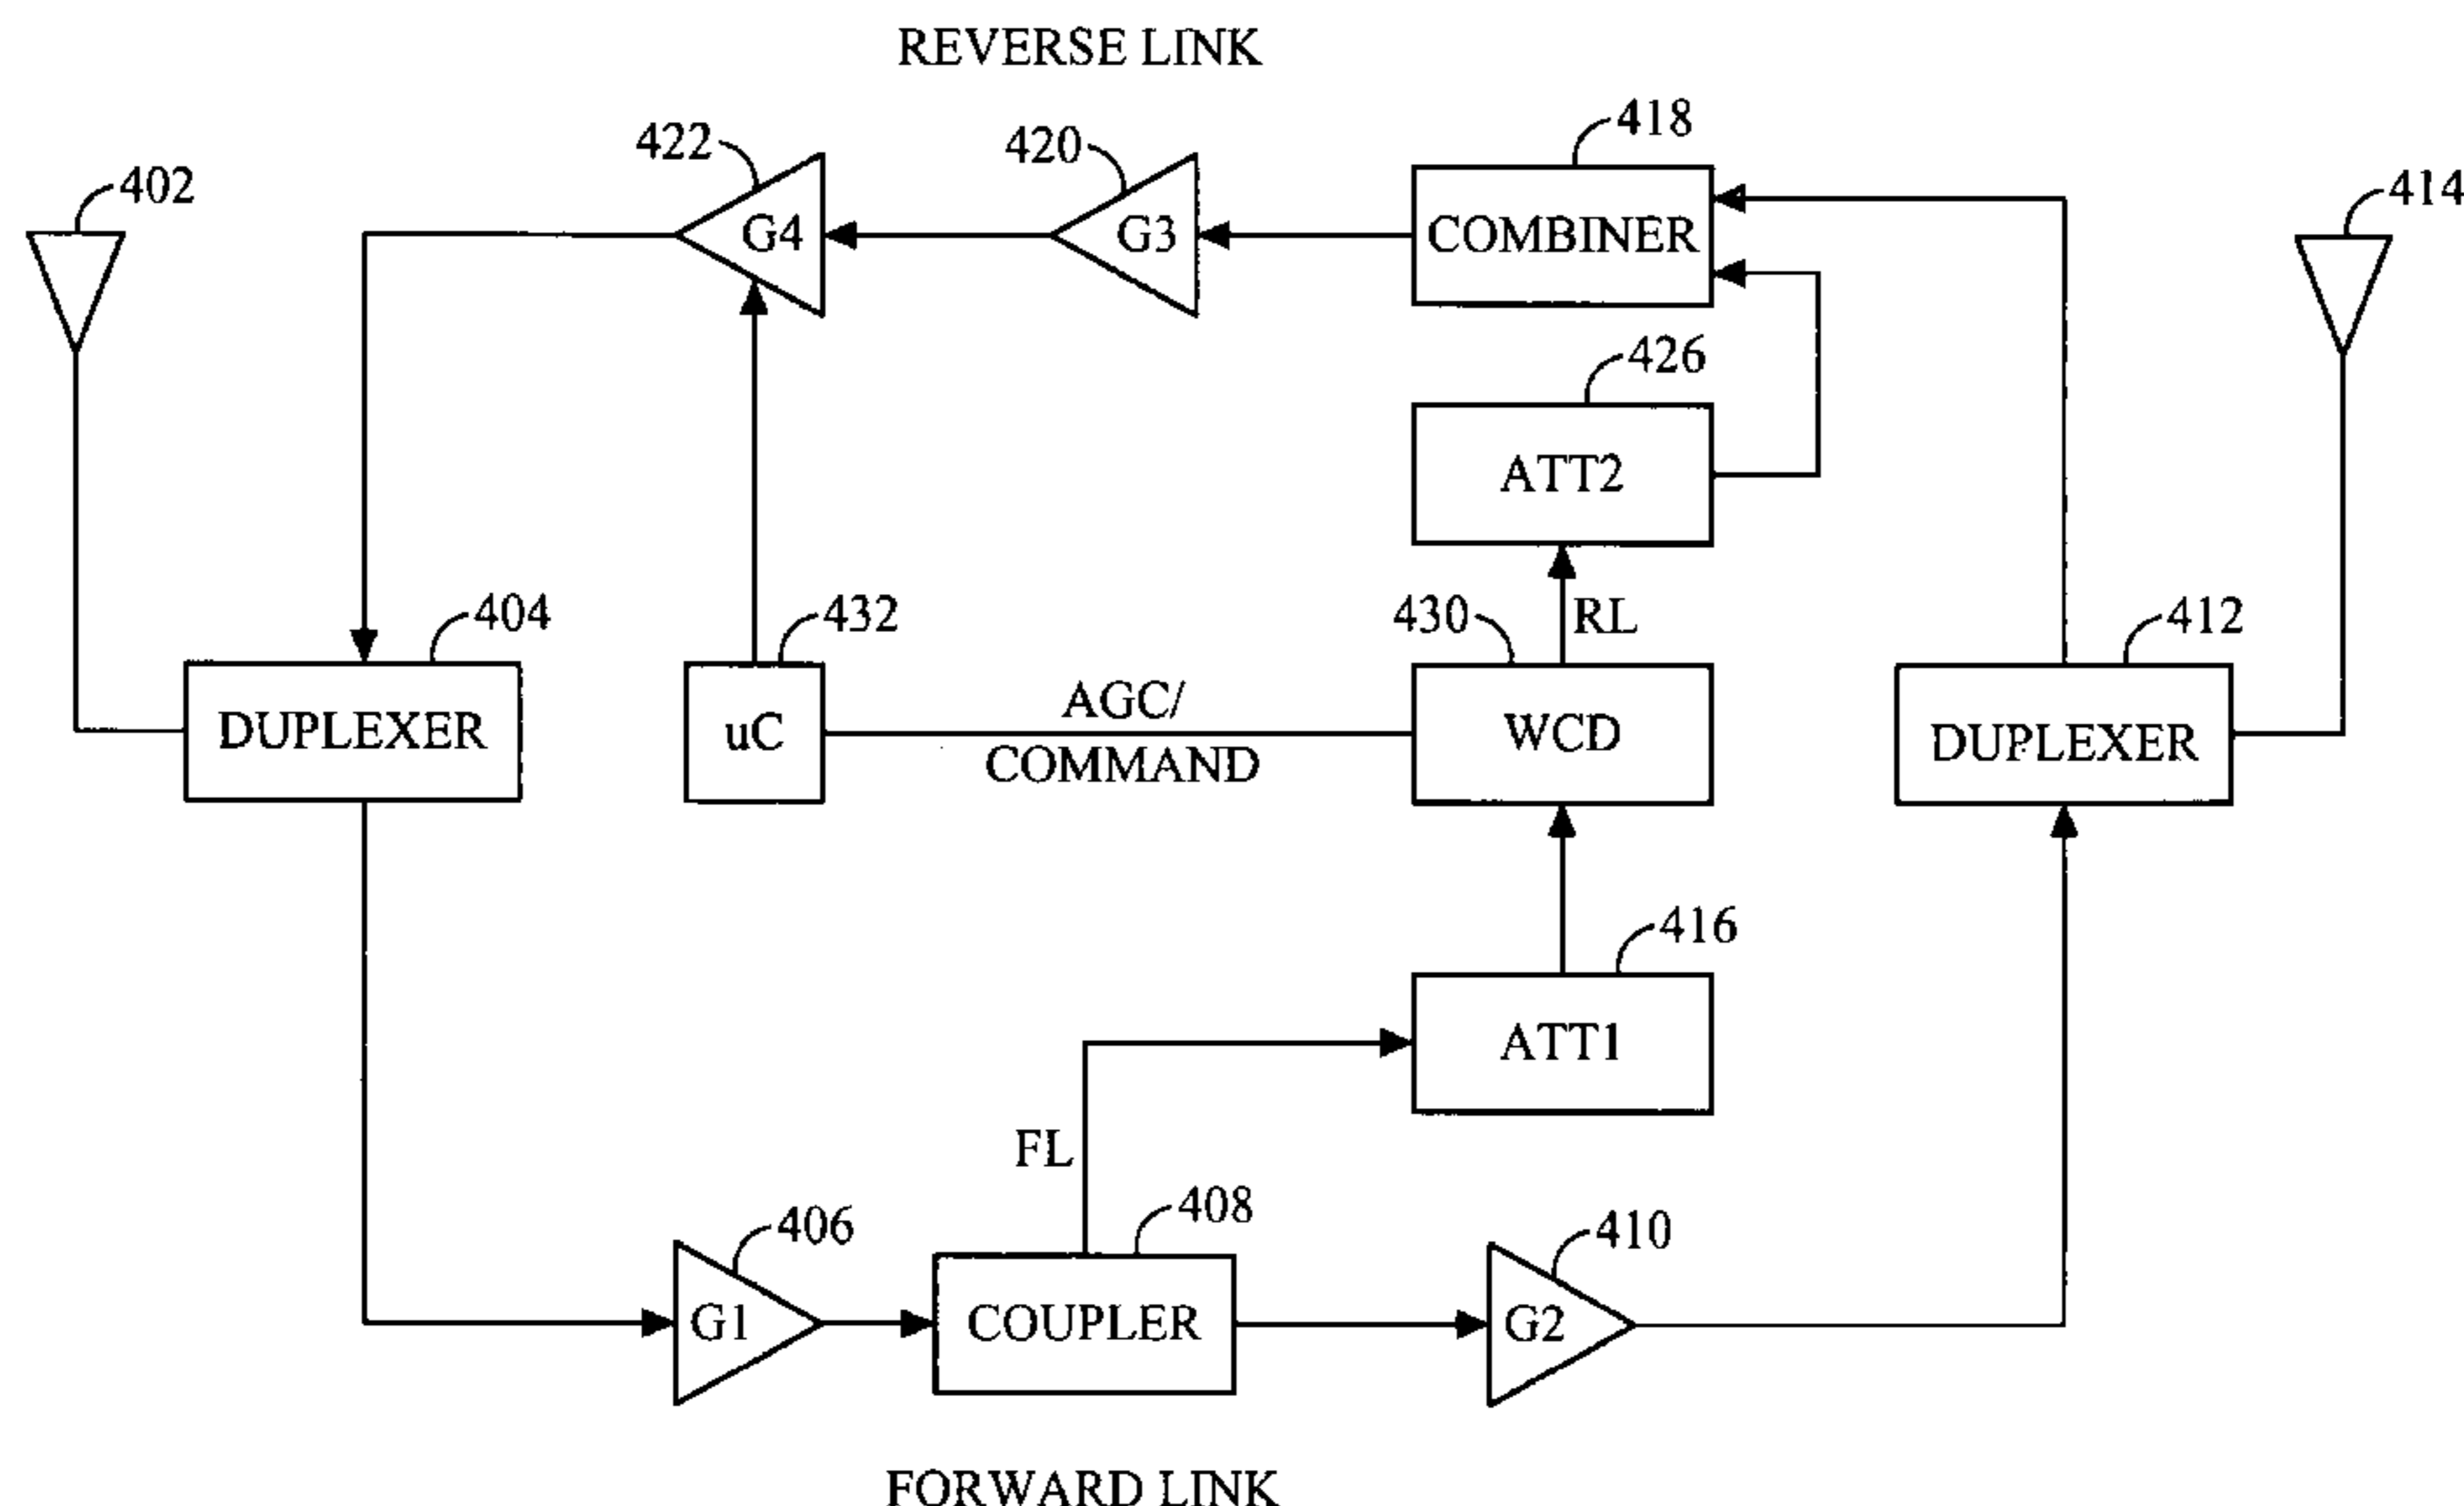 REVERSE LINK
402
422
G4
420
G3
418
COMBINER
414
426
ATT2
404
DUPLEXER
432
uC
AGC/
COMMAND
430
RL
WCD
412
DUPLEXER
416
ATT1
FL
406
G1
408
COUPLER
410
G2
FORWARD LINK